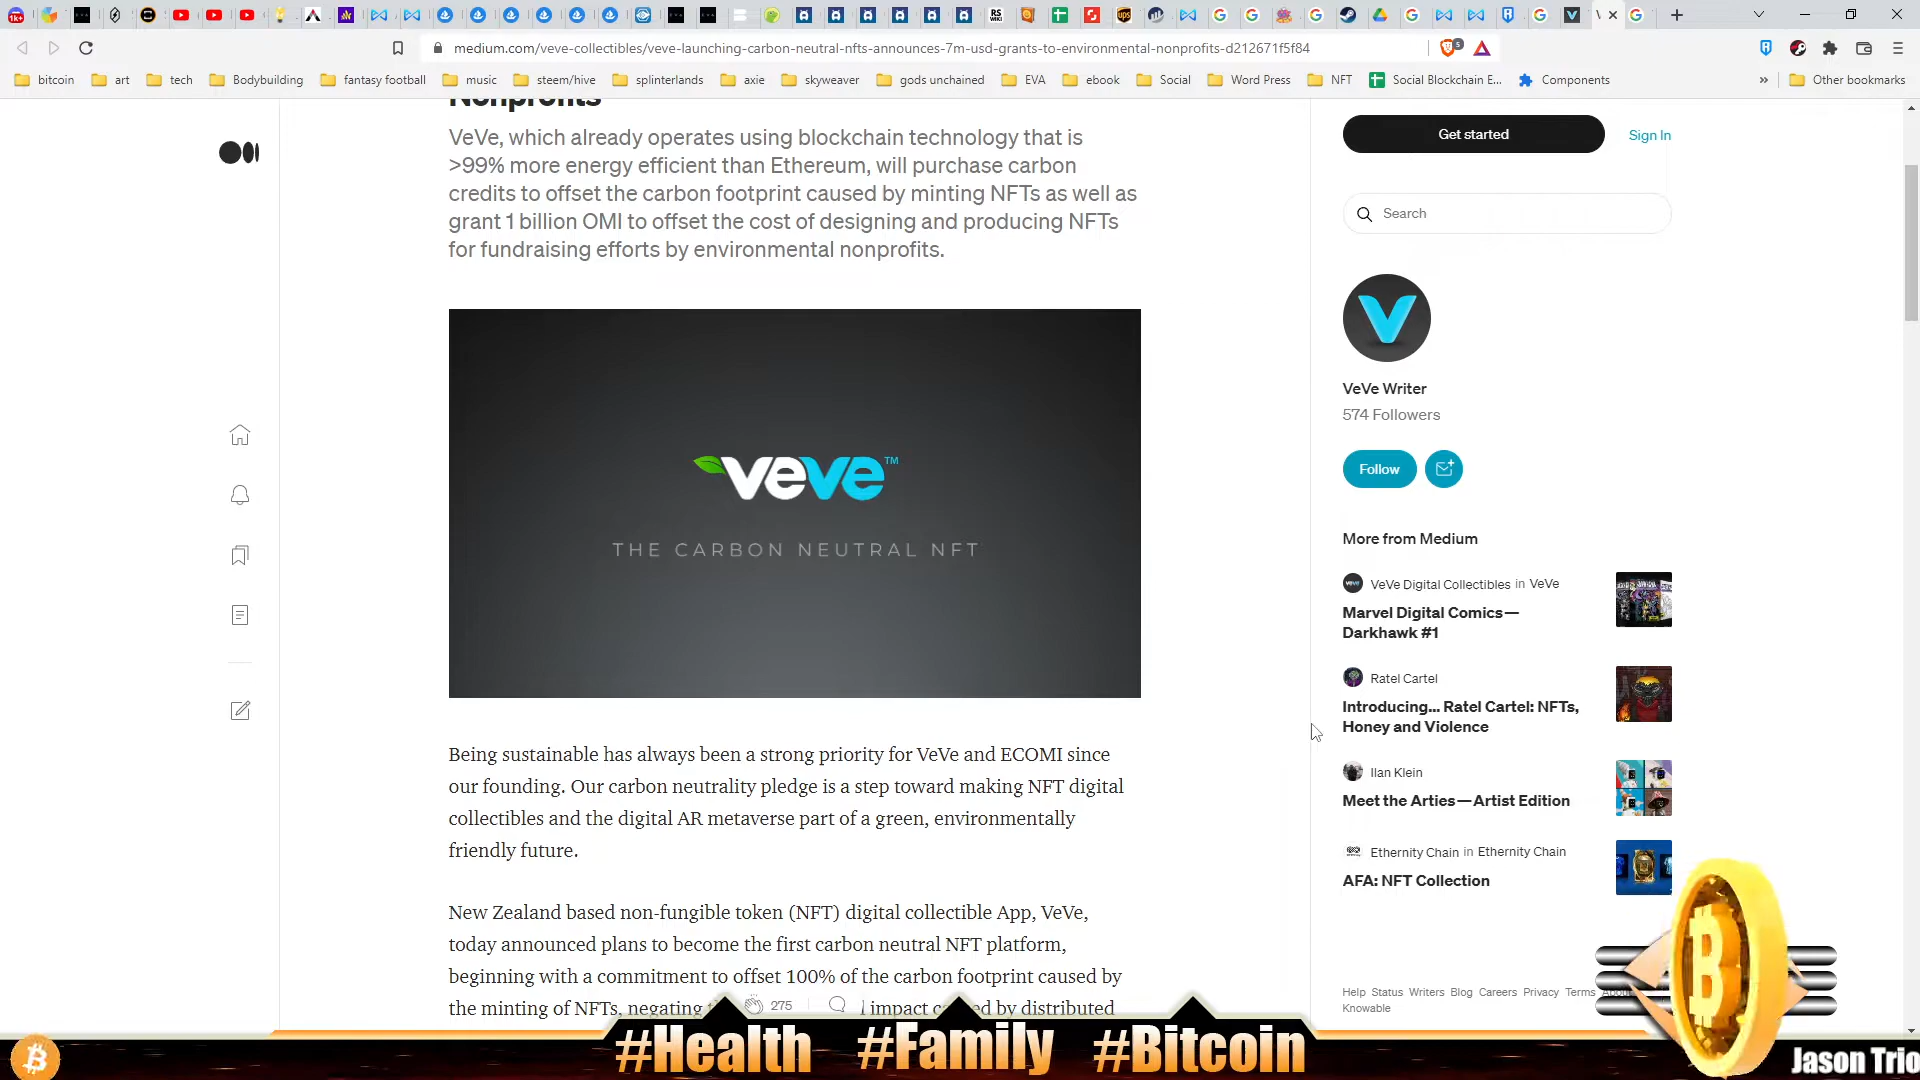 medium.com/veve-collectibles/veve-launching-carbon-neutral-nfts-announces-7m-usd-grants-to-environmental-nonprofits-d212671f5f84
5
bitcoin
art
tech
Bodybuilding
fantasy football
music
steem/hive
splinterlands
axie
skyweaver
gods unchained
EVA
ebook
Social
Word Press
NFT
Social Blockchain E...
Components
»
Other bookmarks
Nonprofits
VeVe, which already operates using blockchain technology that is
>99% more energy efficient than Ethereum, will purchase carbon
credits to offset the carbon footprint caused by minting NFTs as well as
grant 1 billion OMI to offset the cost of designing and producing NFTs
for fundraising efforts by environmental nonprofits.
veve™
THE CARBON NEUTRAL NFT
Being sustainable has always been a strong priority for VeVe and ECOMI since
our founding. Our carbon neutrality pledge is a step toward making NFT digital
collectibles and the digital AR metaverse part of a green, environmentally
friendly future.
New Zealand based non-fungible token (NFT) digital collectible App, VeVe,
today announced plans to become the first carbon neutral NFT platform,
beginning with a commitment to offset 100% of the carbon footprint caused by
the minting of NFTs, negating
275
impact
by distributed
Get started
Sign In
Search
V
VeVe Writer
574 Followers
Follow
More from Medium
VeVe Digital Collectibles in VeVe
Marvel Digital Comics—
Darkhawk #1
Ratel Cartel
Introducing... Ratel Cartel: NFTs,
Honey and Violence
Ilan Klein
Meet the Arties—Artist Edition
Ethernity Chain in Ethernity Chain
AFA: NFT Collection
Help Status Writers Blog Careers Privacy Terms About
Knowable
#Health #Family #Bitcoin
Jason Trio